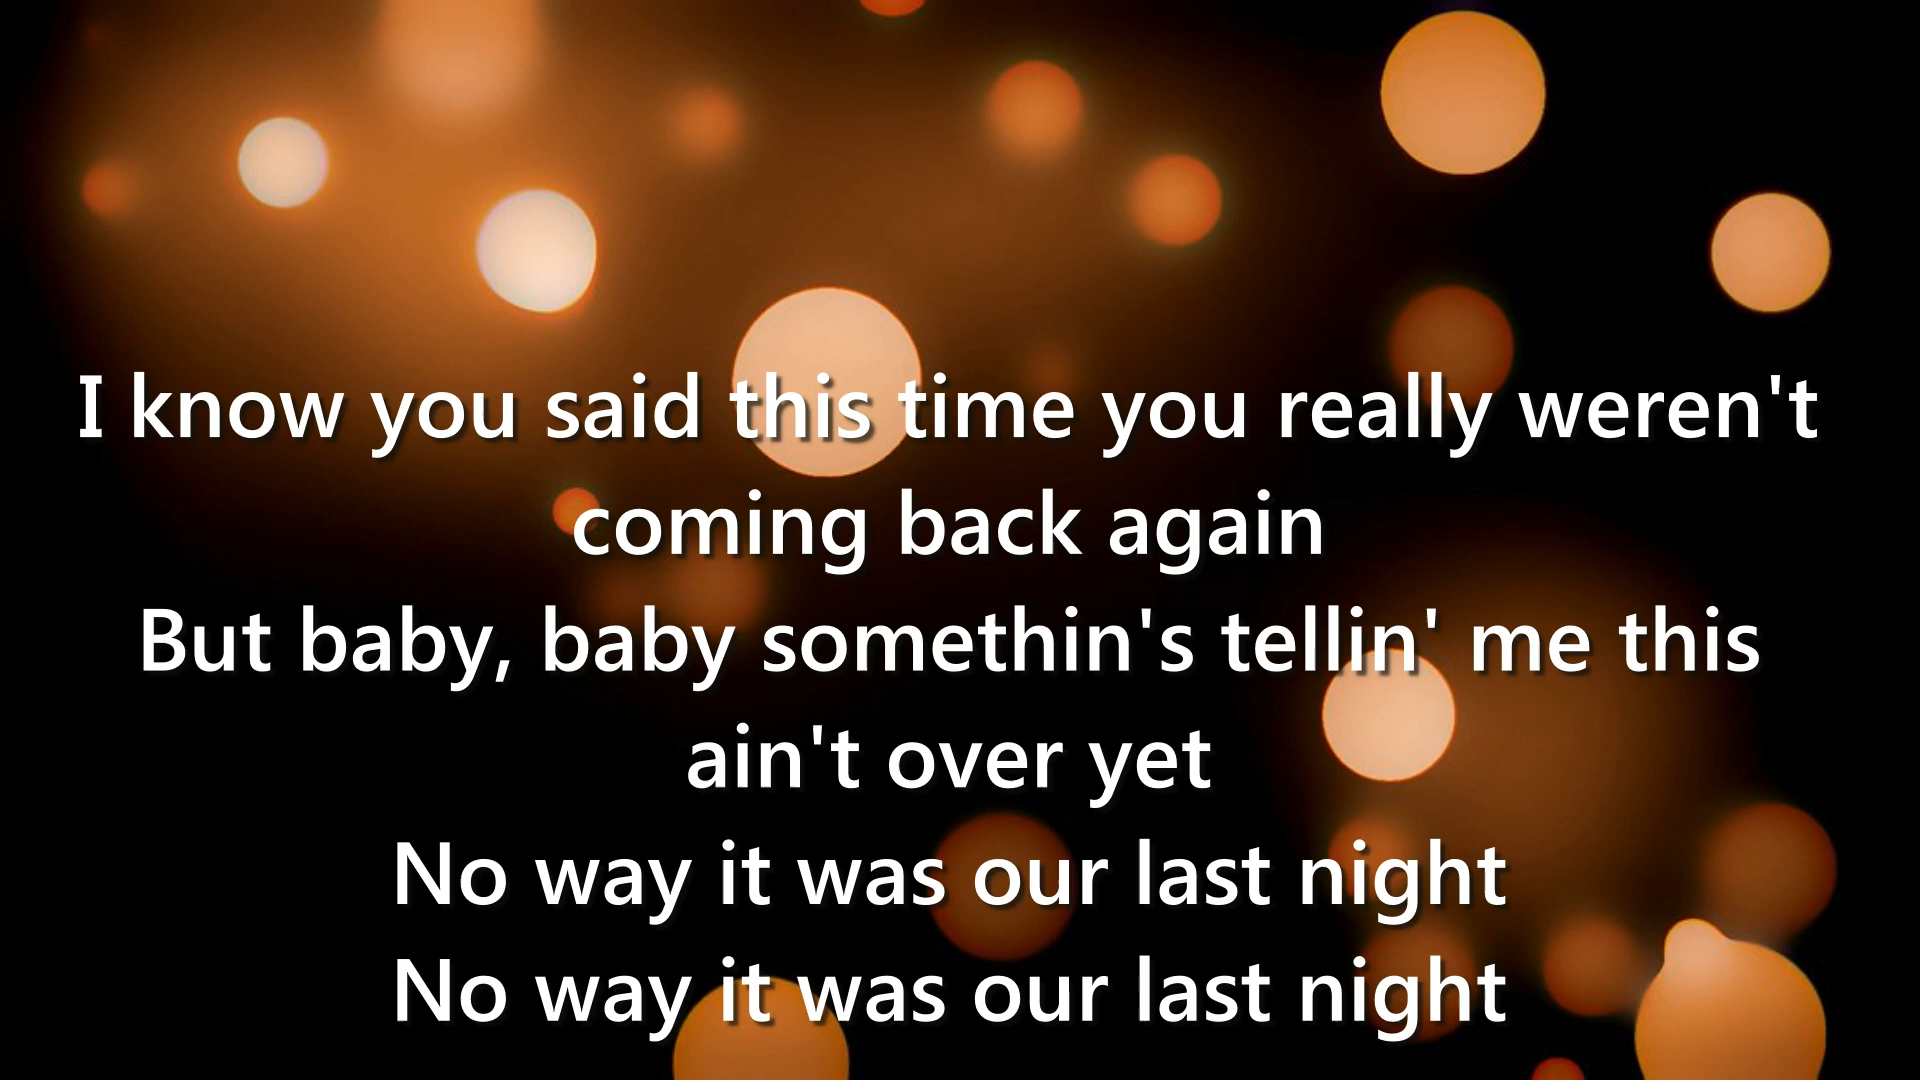 I know you said this time you really weren't
coming back again
But baby, baby somethin's tellin' me this
ain't over yet
No way it was our last night
No way it was our last night